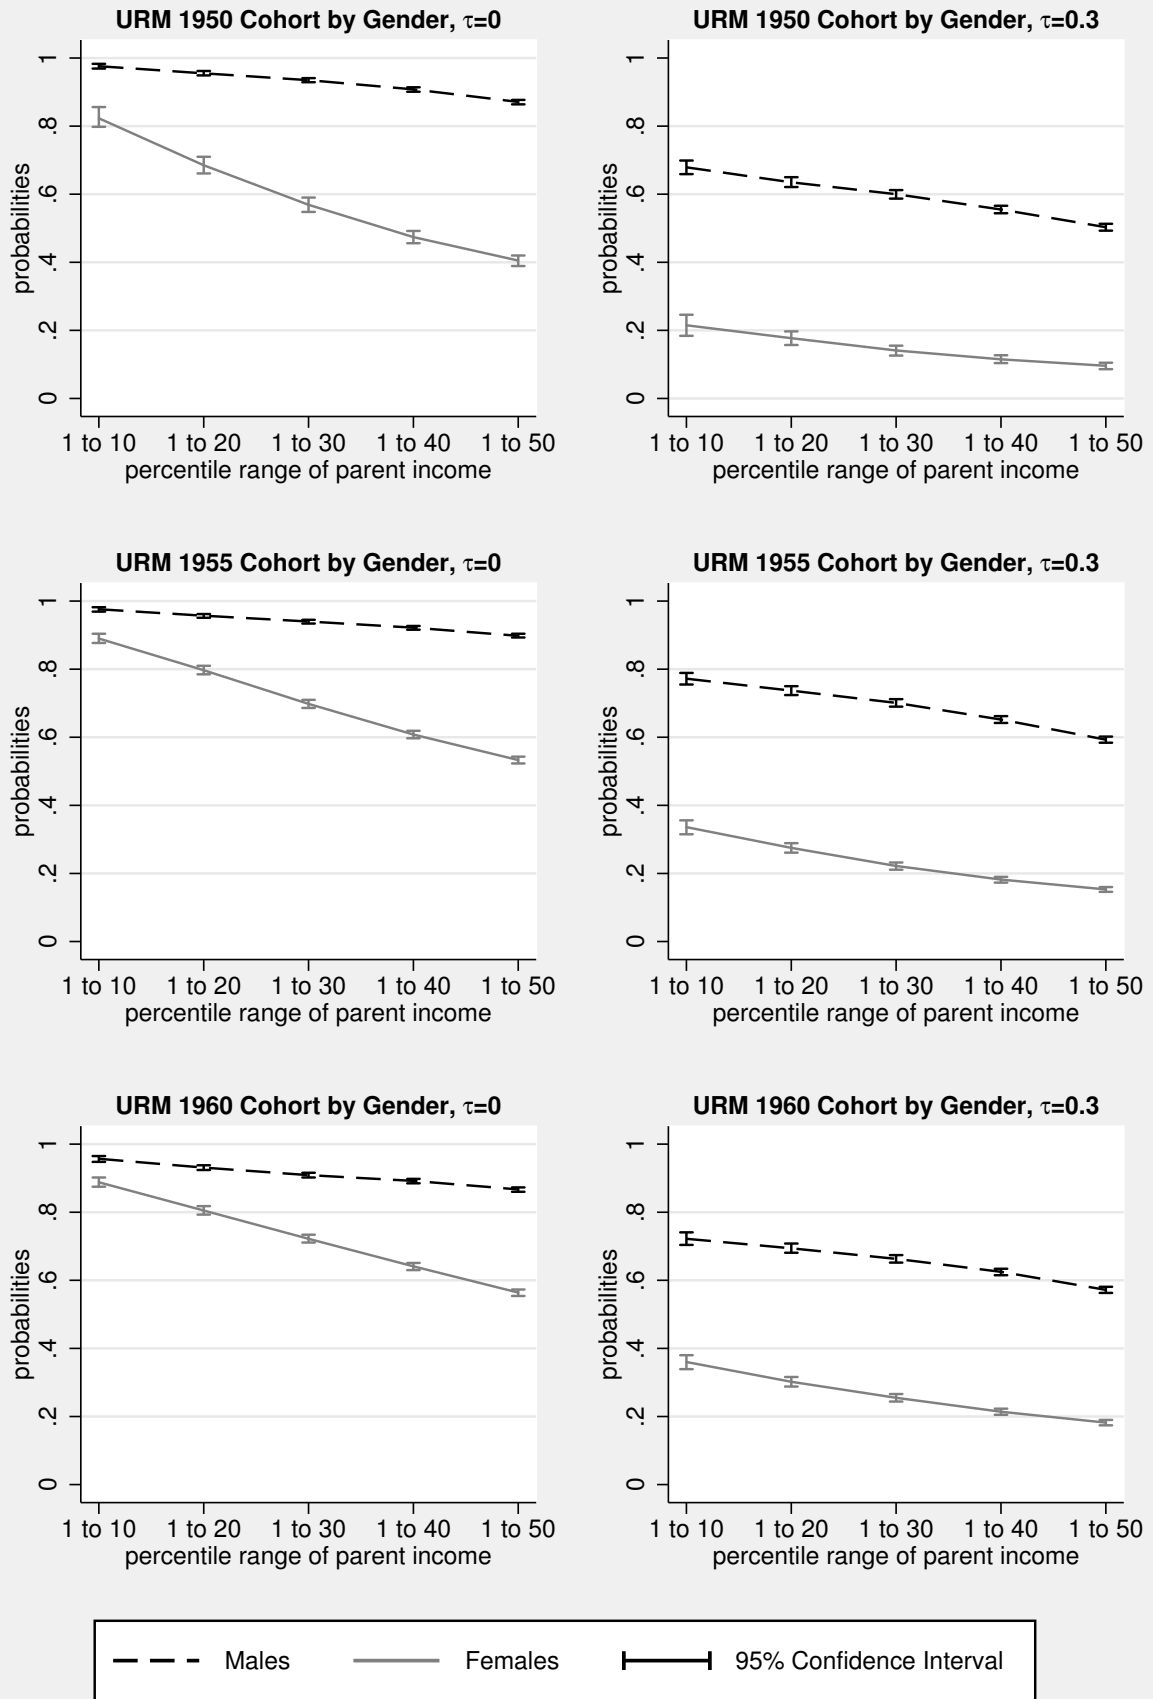 URM 1950 Cohort by Gender, τ=0
probabilities
1
.8
.6
.4
.2
0
1 to 10 1 to 20 1 to 30 1 to 40 1 to 50
percentile range of parent income
URM 1950 Cohort by Gender, τ=0.3
probabilities
1
.8
.6
.4
.2
0
1 to 10 1 to 20 1 to 30 1 to 40 1 to 50
percentile range of parent income
URM 1955 Cohort by Gender, τ=0
probabilities
1
.8
.6
.4
.2
0
1 to 10 1 to 20 1 to 30 1 to 40 1 to 50
percentile range of parent income
URM 1955 Cohort by Gender, τ=0.3
probabilities
1
.8
.6
.4
.2
0
1 to 10 1 to 20 1 to 30 1 to 40 1 to 50
percentile range of parent income
URM 1960 Cohort by Gender, τ=0
probabilities
1
.8
.6
.4
.2
0
1 to 10 1 to 20 1 to 30 1 to 40 1 to 50
percentile range of parent income
URM 1960 Cohort by Gender, τ=0.3
probabilities
1
.8
.6
.4
.2
0
1 to 10 1 to 20 1 to 30 1 to 40 1 to 50
percentile range of parent income
Males Females 95% Confidence Interval